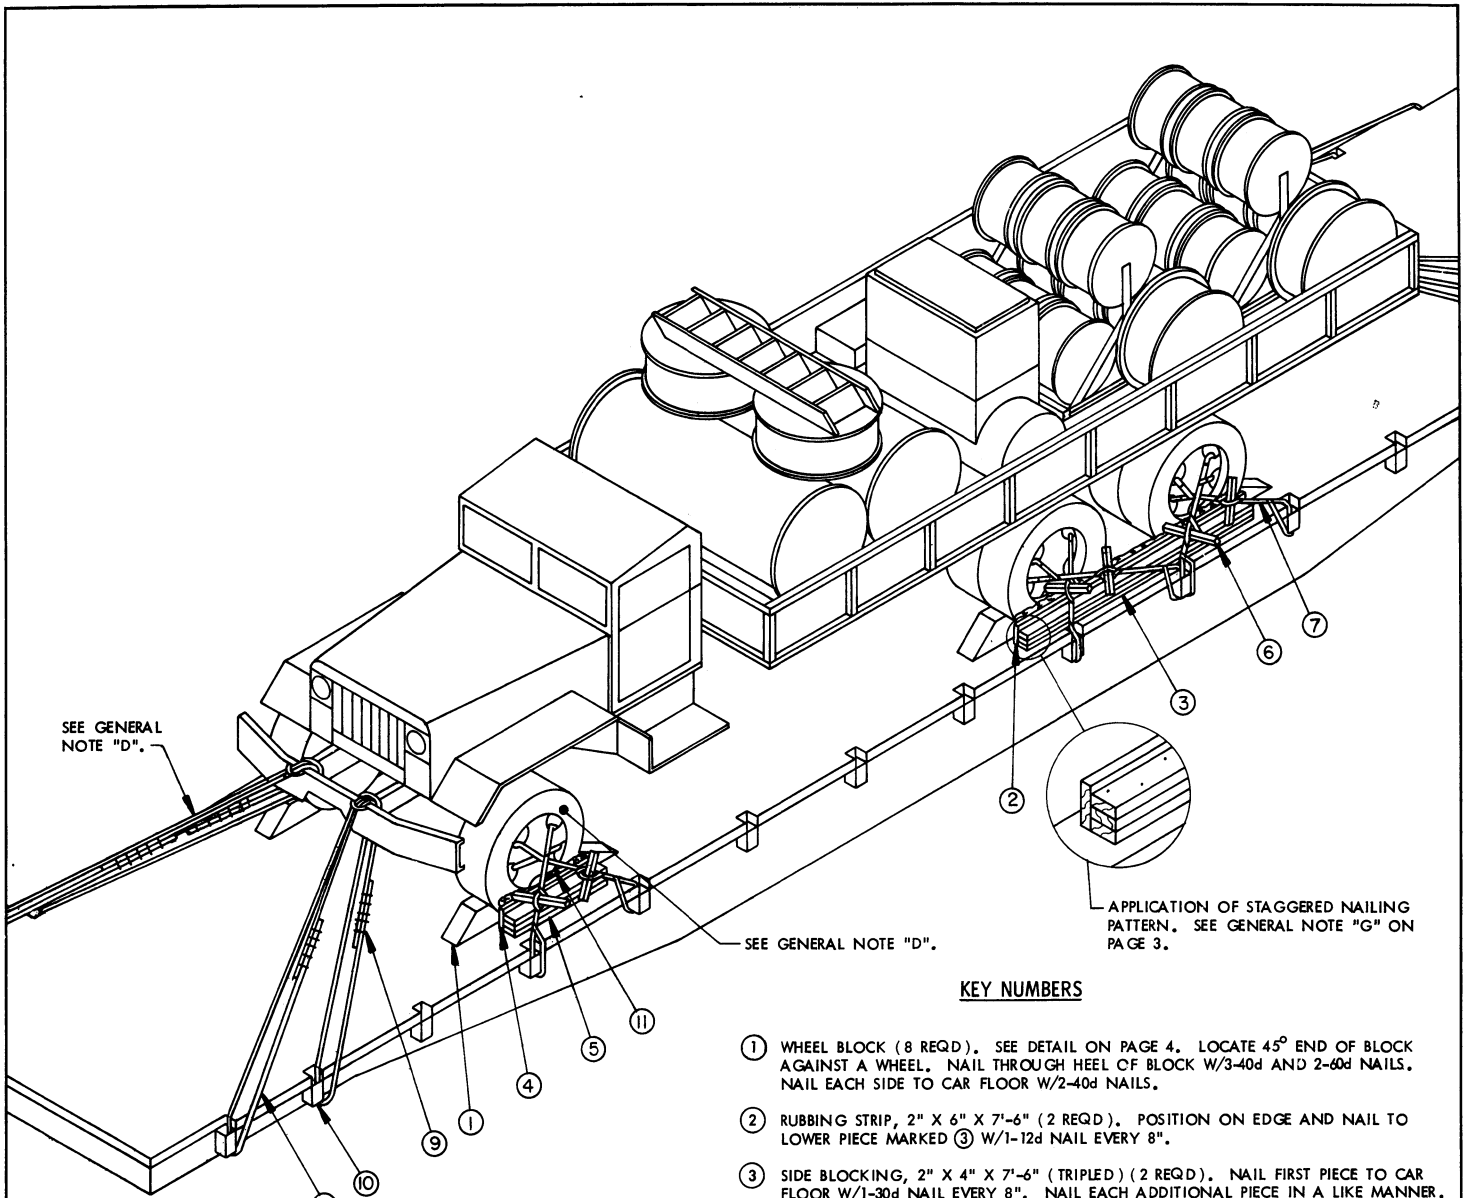 SEE GENERAL
NOTE "D".
7
6
3
2
APPLICATION OF STAGGERED NAILING
PATTERN. SEE GENERAL NOTE "G" ON
PAGE 3.
SEE GENERAL NOTE "D".
11
5
4
1
9
10
KEY NUMBERS
1 WHEEL BLOCK (8 REQD). SEE DETAIL ON PAGE 4. LOCATE 45° END OF BLOCK
AGAINST A WHEEL. NAIL THROUGH HEEL OF BLOCK W/3-40d AND 2-60d NAILS.
NAIL EACH SIDE TO CAR FLOOR W/2-40d NAILS.
2 RUBBING STRIP, 2" X 6" X 7'-6" (2 REQD). POSITION ON EDGE AND NAIL TO
LOWER PIECE MARKED 3 W/1-12d NAIL EVERY 8".
3 SIDE BLOCKING, 2" X 4" X 7'-6" (TRIPLED) (2 REQD). NAIL FIRST PIECE TO CAR
FLOOR W/1-30d NAIL EVERY 8". NAIL EACH ADDITIONAL PIECE IN A LIKE MANNER.